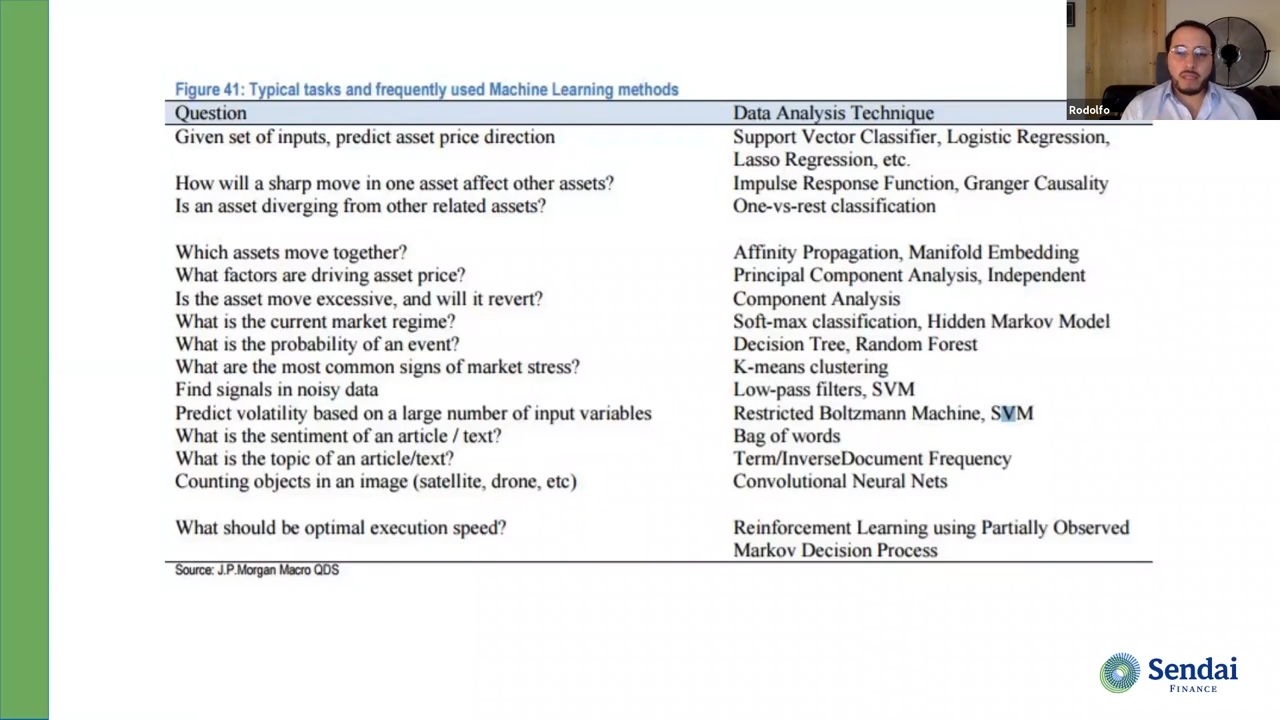 Rodolfo
Figure 41: Typical tasks and frequently used Machine Learning methods
Question Data Analysis Technique
Given set of inputs, predict asset price direction Support Vector Classifier, Logistic Regression,
Lasso Regression, etc.
How will a sharp move in one asset affect other assets? Impulse Response Function, Granger Causality
Is an asset diverging from other related assets? One-vs-rest classification
Which assets move together? Affinity Propagation, Manifold Embedding
What factors are driving asset price? Principal Component Analysis, Independent
Is the asset move excessive, and will it revert? Component Analysis
What is the current market regime? Soft-max classification, Hidden Markov Model
What is the probability of an event? Decision Tree, Random Forest
What are the most common signs of market stress? K-means clustering
Find signals in noisy data Low-pass filters, SVM
Predict volatility based on a large number of input variables Restricted Boltzmann Machine, SVM
What is the sentiment of an article / text? Bag of words
What is the topic of an article/text? Term/InverseDocument Frequency
Counting objects in an image (satellite, drone, etc) Convolutional Neural Nets
What should be optimal execution speed? Reinforcement Learning using Partially Observed
Markov Decision Process
Source: J.P.Morgan Macro QDS
Sendai
FINANCE